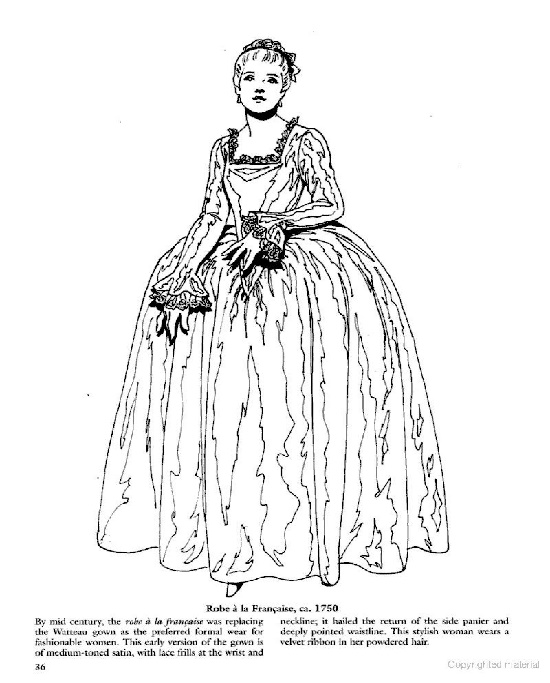 Robe à la Française, ca. 1750
By mid century, the robe à la française was replacing
the Watteau gown as the preferred formal wear for
fashionable women. This early version of the gown is
of medium-toned satin, with lace frills at the wrist and
neckline; it hailed the return of the side panier and
deeply pointed waistline. This stylish woman wears a
velvet ribbon in her powdered hair.
36
Copyrighted material